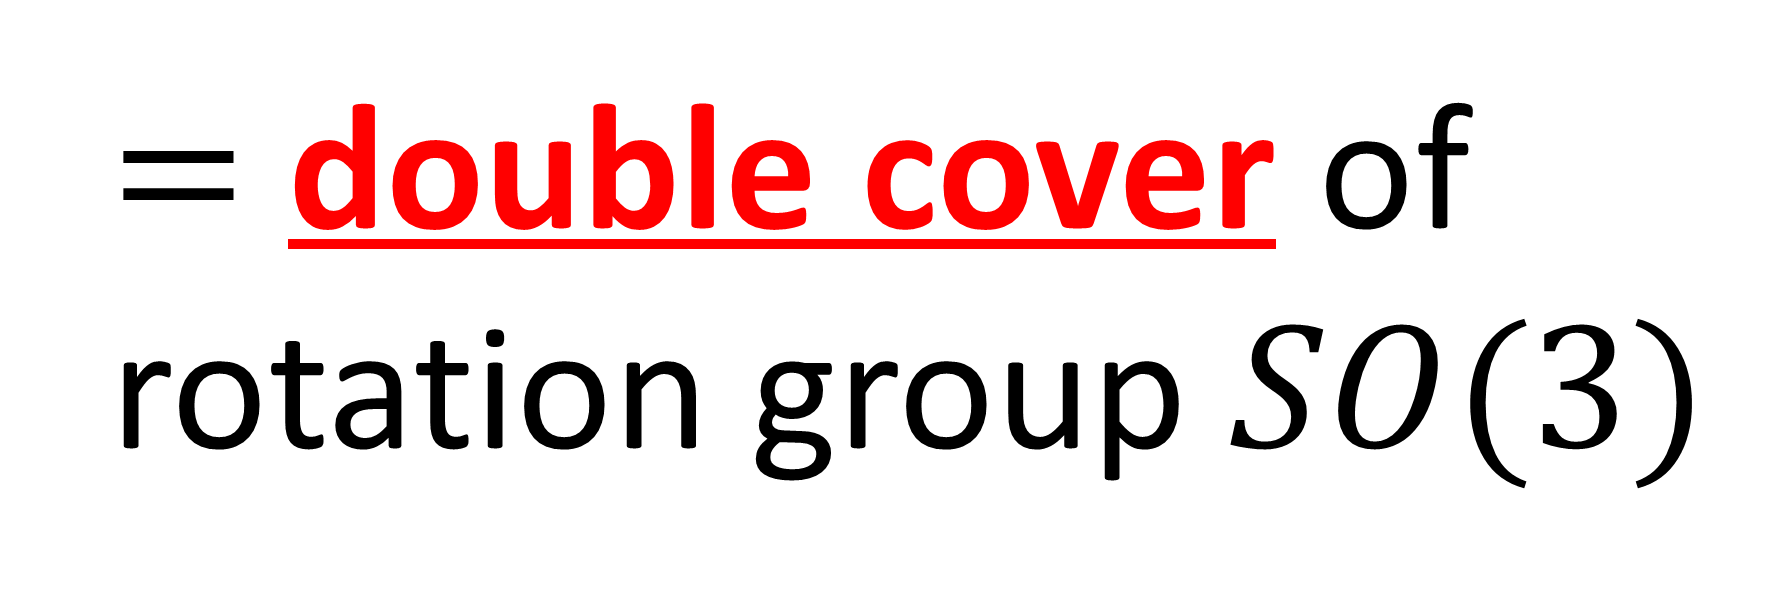 = double cover of
rotation group SO(3)